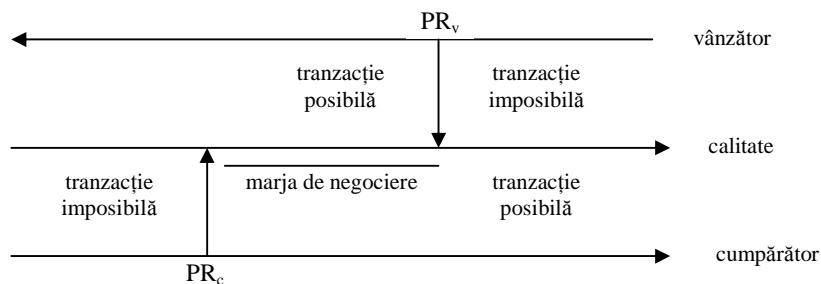 PRv
vânzător
tranzacție tranzacție
posibilă imposibilă
calitate
tranzacție marja de negociere tranzacție
imposibilă posibilă
cumpărător
PRc